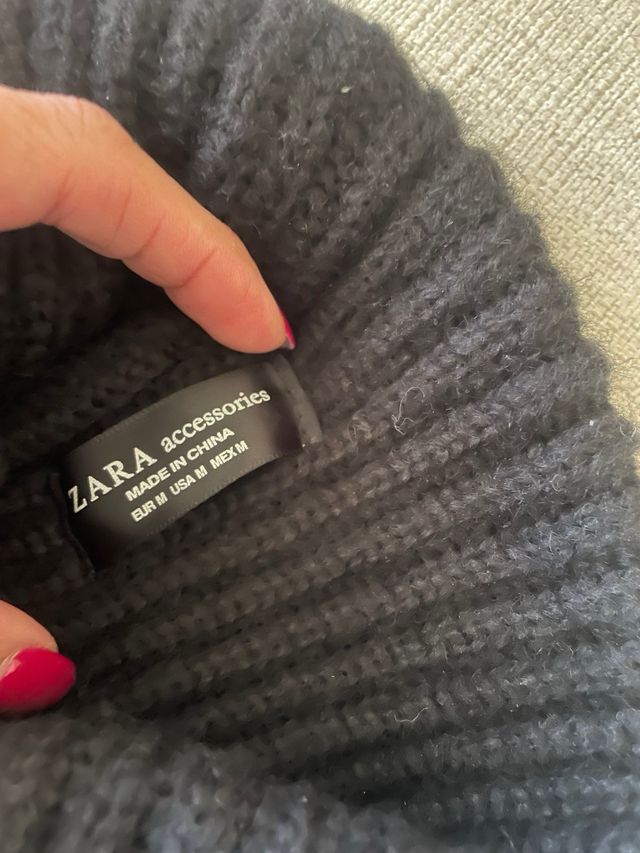 ZARA accessories
MADE IN CHINA
EUR M USA M MEX M